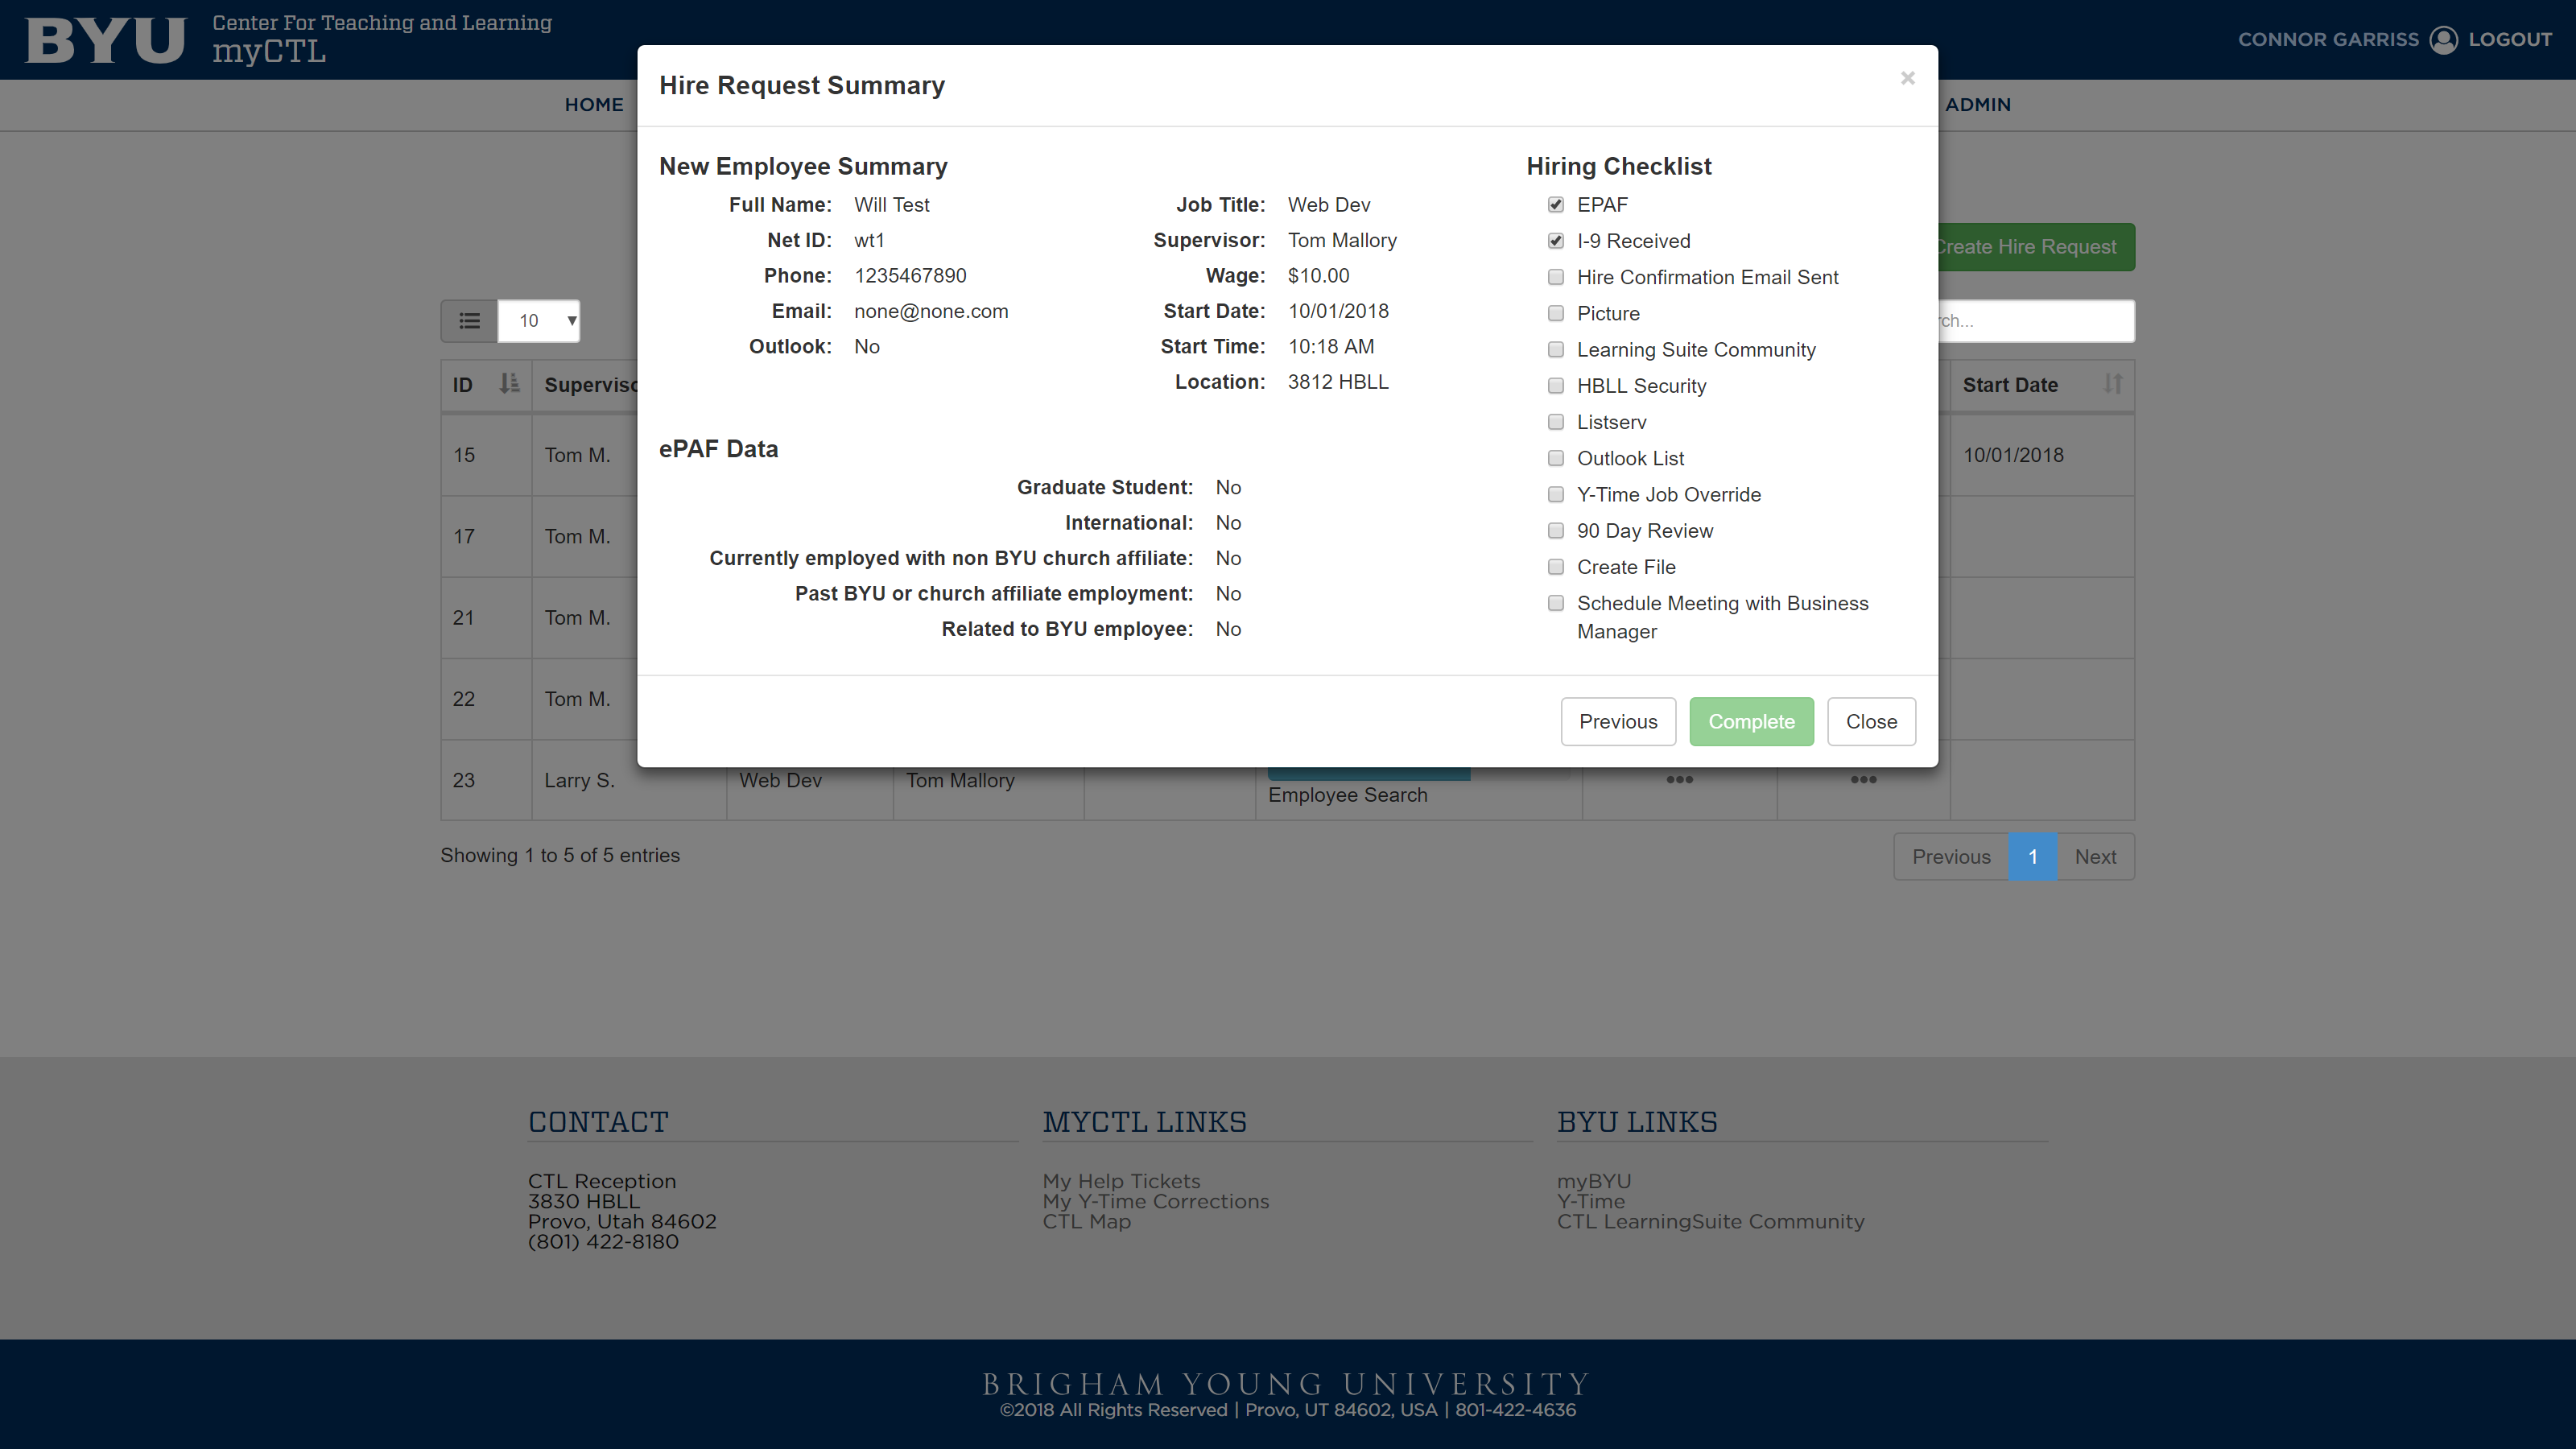 BYU
Center For Teaching and Learning
myCTL
CONNOR GARRISS
LOGOUT
HOME
ADMIN
Hire Request Summary
×
New Employee Summary
Full Name: Will Test
Net ID: wt1
Phone: 1235467890
Email: none@none.com
Outlook: No
Job Title: Web Dev
Supervisor: Tom Mallory
Wage: $10.00
Start Date: 10/01/2018
Start Time: 10:18 AM
Location: 3812 HBLL
ePAF Data
Graduate Student: No
International: No
Currently employed with non BYU church affiliate: No
Past BYU or church affiliate employment: No
Related to BYU employee: No
Hiring Checklist
EPAF
I-9 Received
Hire Confirmation Email Sent
Picture
Learning Suite Community
HBLL Security
Listserv
Outlook List
Y-Time Job Override
90 Day Review
Create File
Schedule Meeting with Business
Manager
Previous
Complete
Close
Create Hire Request
10
rch...
ID Superviso Start Date
15 Tom M. 10/01/2018
17 Tom M.
21 Tom M.
22 Tom M.
23 Larry S. Web Dev Tom Mallory Employee Search
Showing 1 to 5 of 5 entries
Previous 1 Next
CONTACT
CTL Reception
3830 HBLL
Provo, Utah 84602
(801) 422-8180
MYCTL LINKS
My Help Tickets
My Y-Time Corrections
CTL Map
BYU LINKS
myBYU
Y-Time
CTL LearningSuite Community
BRIGHAM YOUNG UNIVERSITY
©2018 All Rights Reserved | Provo, UT 84602, USA | 801-422-4636